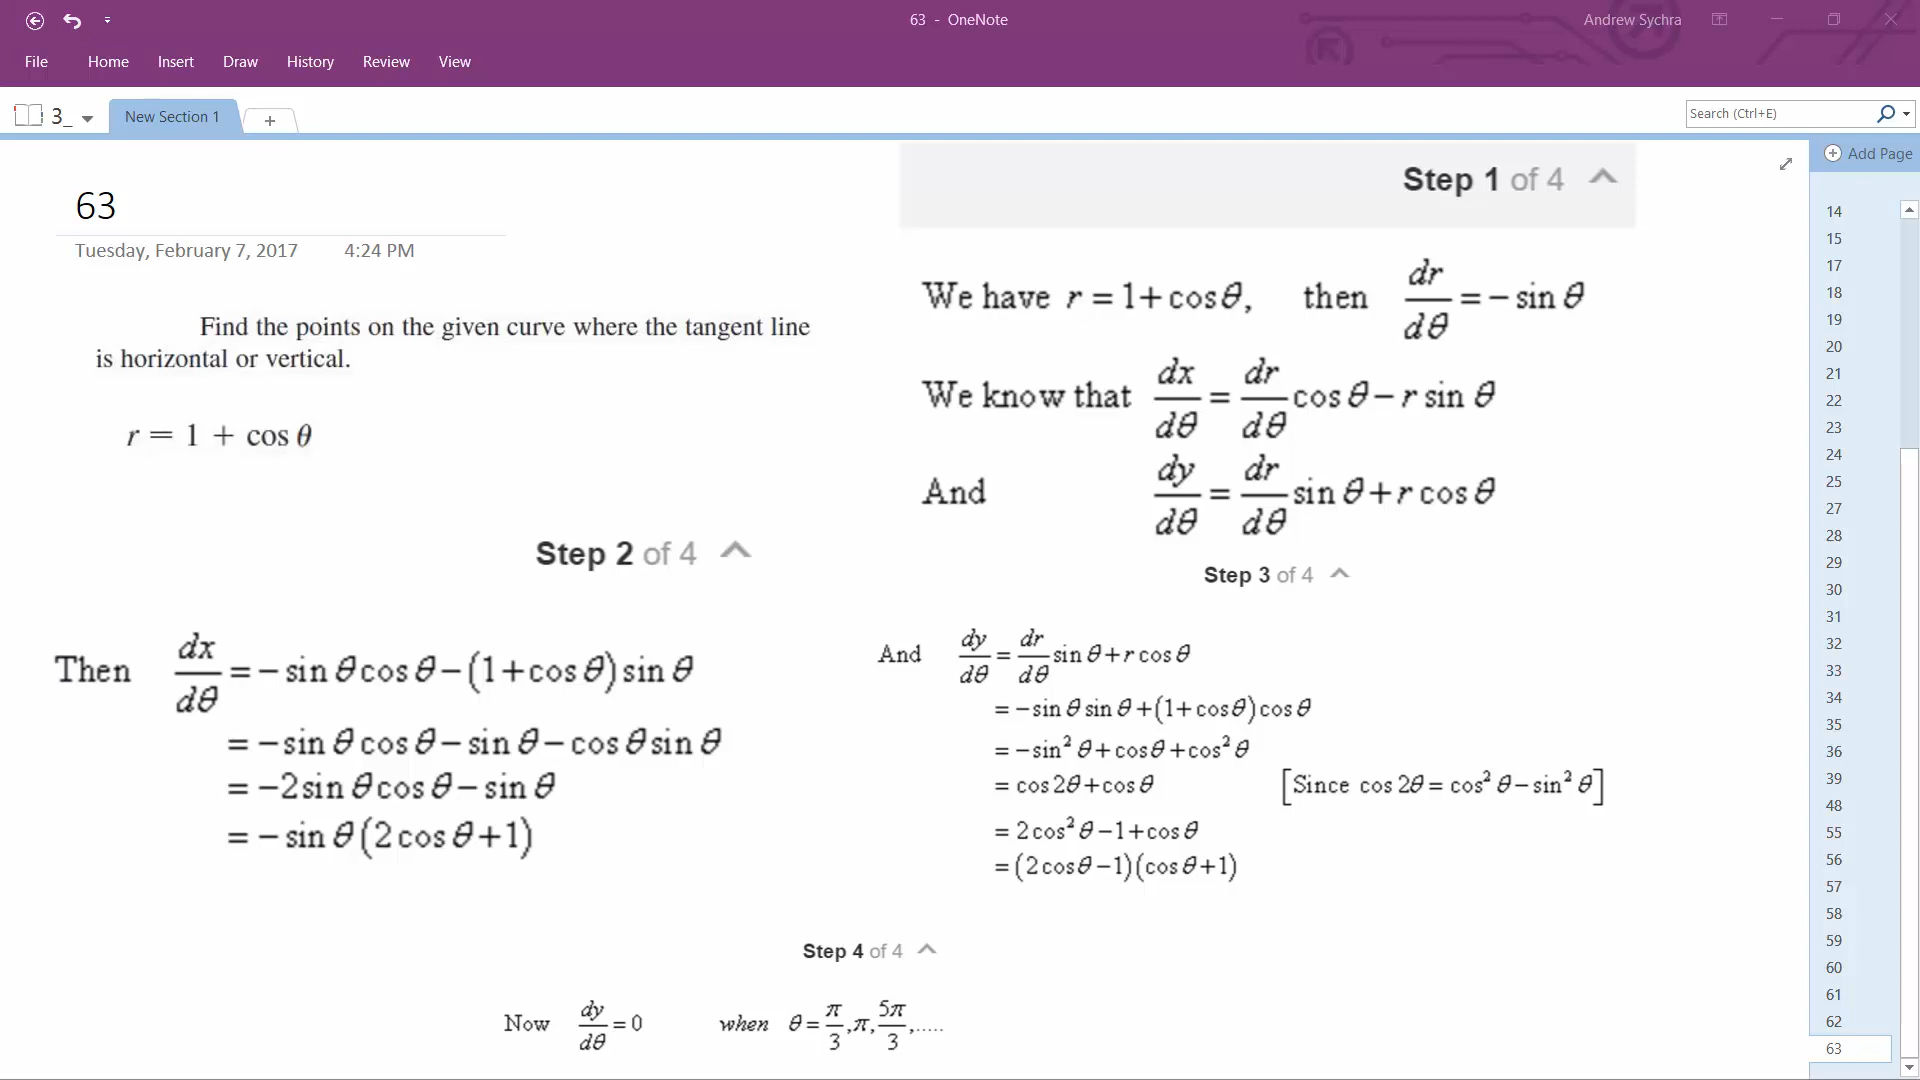 63 - OneNote
Andrew Sychra
File Home Insert Draw History Review View
3_
New Section 1
+
Search (Ctrl+E)
Add Page
63
Tuesday, February 7, 2017 4:24 PM
Find the points on the given curve where the tangent line
is horizontal or vertical.
r = 1 + cos θ
Step 1 of 4
We have r = 1 + cos θ, then dr/dθ = − sin θ
We know that dx/dθ = dr/dθ cos θ − r sin θ
And dy/dθ = dr/dθ sin θ + r cos θ
Step 2 of 4
Then dx/dθ = − sin θ cos θ − (1 + cos θ) sin θ
= − sin θ cos θ − sin θ − cos θ sin θ
= −2 sin θ cos θ − sin θ
= − sin θ (2 cos θ + 1)
Step 3 of 4
And dy/dθ = dr/dθ sin θ + r cos θ
= − sin θ sin θ + (1 + cos θ) cos θ
= − sin² θ + cos θ + cos² θ
= cos 2θ + cos θ [Since cos 2θ = cos² θ − sin² θ]
= 2 cos² θ − 1 + cos θ
= (2 cos θ − 1)(cos θ + 1)
Step 4 of 4
Now dy/dθ = 0 when θ = π/3, π, 5π/3, .....
14
15
17
18
19
20
21
22
23
24
25
27
28
29
30
31
32
33
34
35
36
39
48
55
56
57
58
59
60
61
62
63